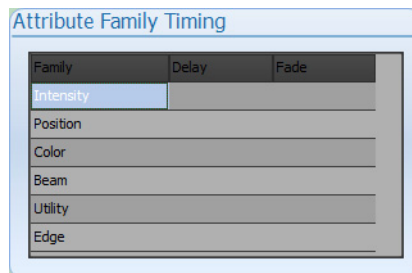 Attribute Family Timing
Family Delay Fade
Intensity
Position
Color
Beam
Utility
Edge